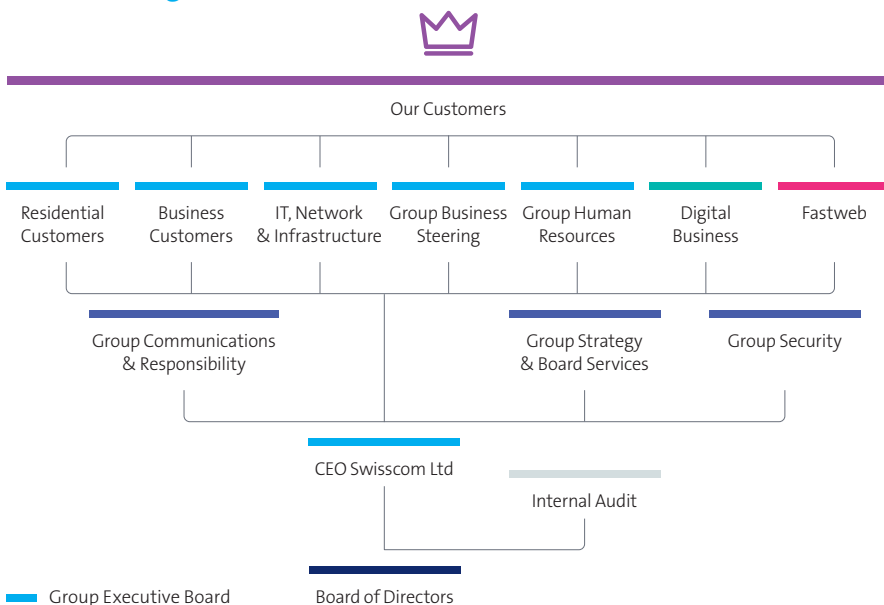 Our Customers
Residential
Customers
Business
Customers
IT, Network
& Infrastructure
Group Business
Steering
Group Human
Resources
Digital
Business
Fastweb
Group Communications
& Responsibility
Group Strategy
& Board Services
Group Security
CEO Swisscom Ltd
Internal Audit
Group Executive Board
Board of Directors